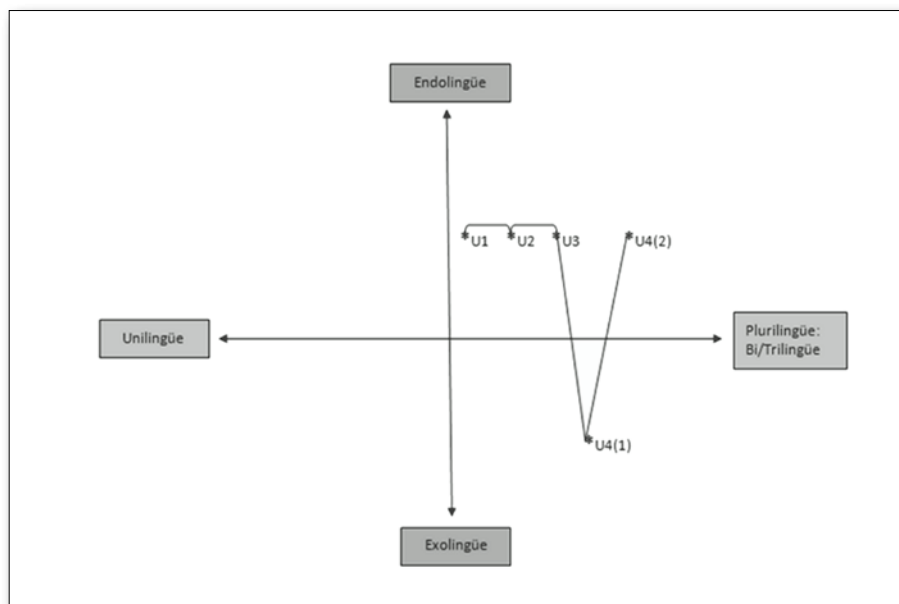 Endolingüe
U1
U2
U3
U4(2)
Unilingüe
Plurilingüe:
Bi/Trilingüe
U4(1)
Exolingüe